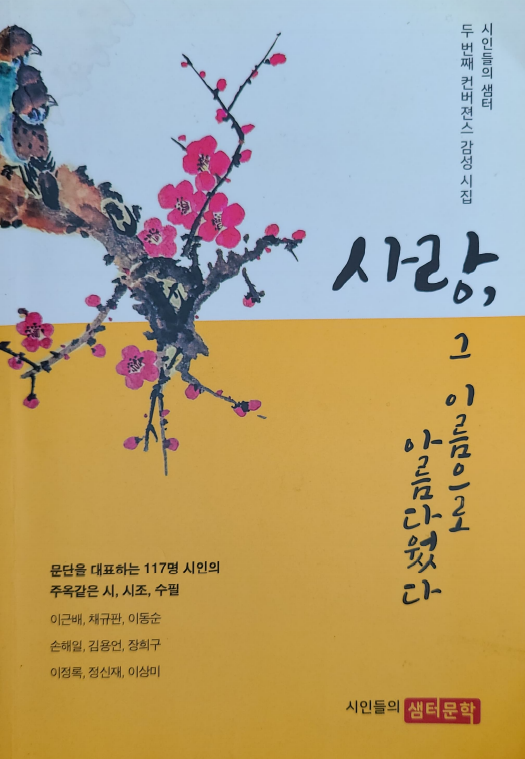 시인들의 샘터
두 번째 컨버젼스 감성 시집
사랑,
그 이름으로
아름다웠다
문단을 대표하는 117명 시인의
주옥같은 시, 시조, 수필
이근배, 채규판, 이동순
손해일, 김용언, 장희구
이정록, 정신재, 이상미
시인들의 샘터문학